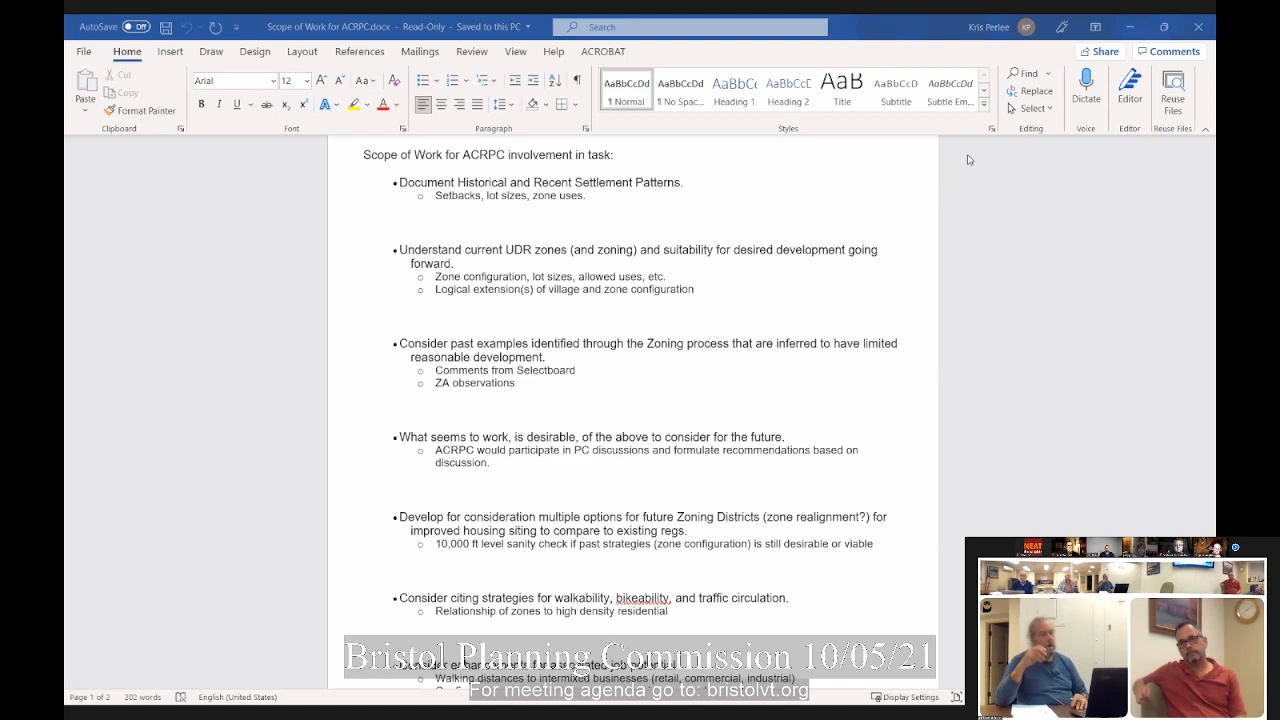 AutoSave Off Scope of Work for ACRPC.docx - Read-Only - Saved to this PC Search Kris Perlee KP
File Home Insert Draw Design Layout References Mailings Review View Help ACROBAT Share Comments
Paste Cut Copy Format Painter
Arial 12
AaBbCcDd AaBbCcDd AaBbC AaBbCcD AaB AaBbCcD AaBbCcDd
¶ Normal ¶ No Spac... Heading 1 Heading 2 Title Subtitle Subtle Em...
Find Replace Select Dictate Editor Reuse Files
Clipboard Font Paragraph Styles Editing Voice Editor Reuse Files
Scope of Work for ACRPC involvement in task:
• Document Historical and Recent Settlement Patterns.
○ Setbacks, lot sizes, zone uses.
• Understand current UDR zones (and zoning) and suitability for desired development going
forward.
○ Zone configuration, lot sizes, allowed uses, etc.
○ Logical extension(s) of village and zone configuration
• Consider past examples identified through the Zoning process that are inferred to have limited
reasonable development.
○ Comments from Selectboard
○ ZA observations
• What seems to work, is desirable, of the above to consider for the future.
○ ACRPC would participate in PC discussions and formulate recommendations based on
discussion.
• Develop for consideration multiple options for future Zoning Districts (zone realignment?) for
improved housing siting to compare to existing regs.
○ 10,000 ft level sanity check if past strategies (zone configuration) is still desirable or viable
• Consider citing strategies for walkability, bikeability, and traffic circulation.
○ Relationship of zones to high density residential
Bristol Planning Commission 10/05/21
Walking distances to intermixed businesses (retail, commercial, industrial)
For meeting agenda go to: bristolvt.org
Page 1 of 2 202 words English (United States) Display Settings